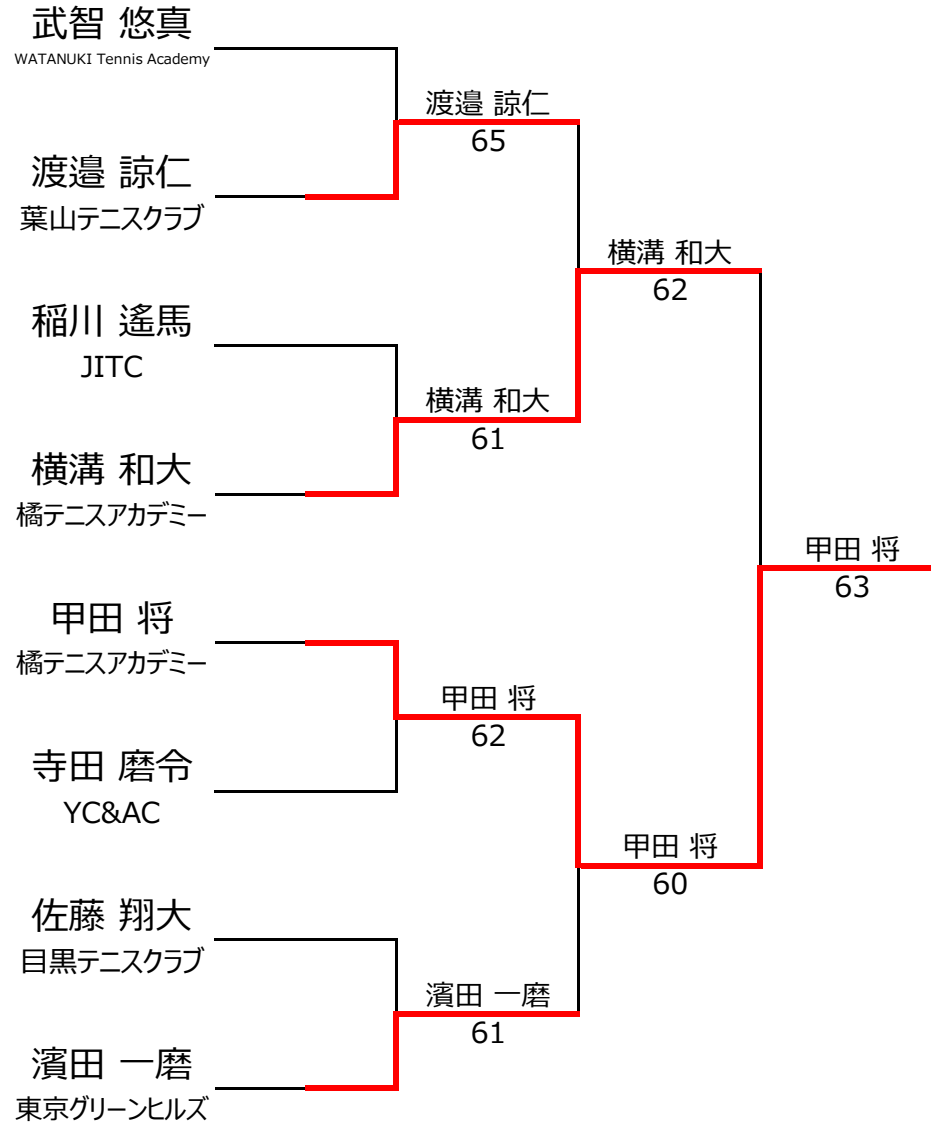 武智 悠真
WATANUKI Tennis Academy
渡邉 諒仁
65
渡邉 諒仁
葉山テニスクラブ
横溝 和大
62
稲川 遙馬
JITC
横溝 和大
61
横溝 和大
橘テニスアカデミー
甲田 将
63
甲田 将
橘テニスアカデミー
甲田 将
62
寺田 磨令
YC&AC
甲田 将
60
佐藤 翔大
目黒テニスクラブ
濱田 一磨
61
濱田 一磨
東京グリーンヒルズ